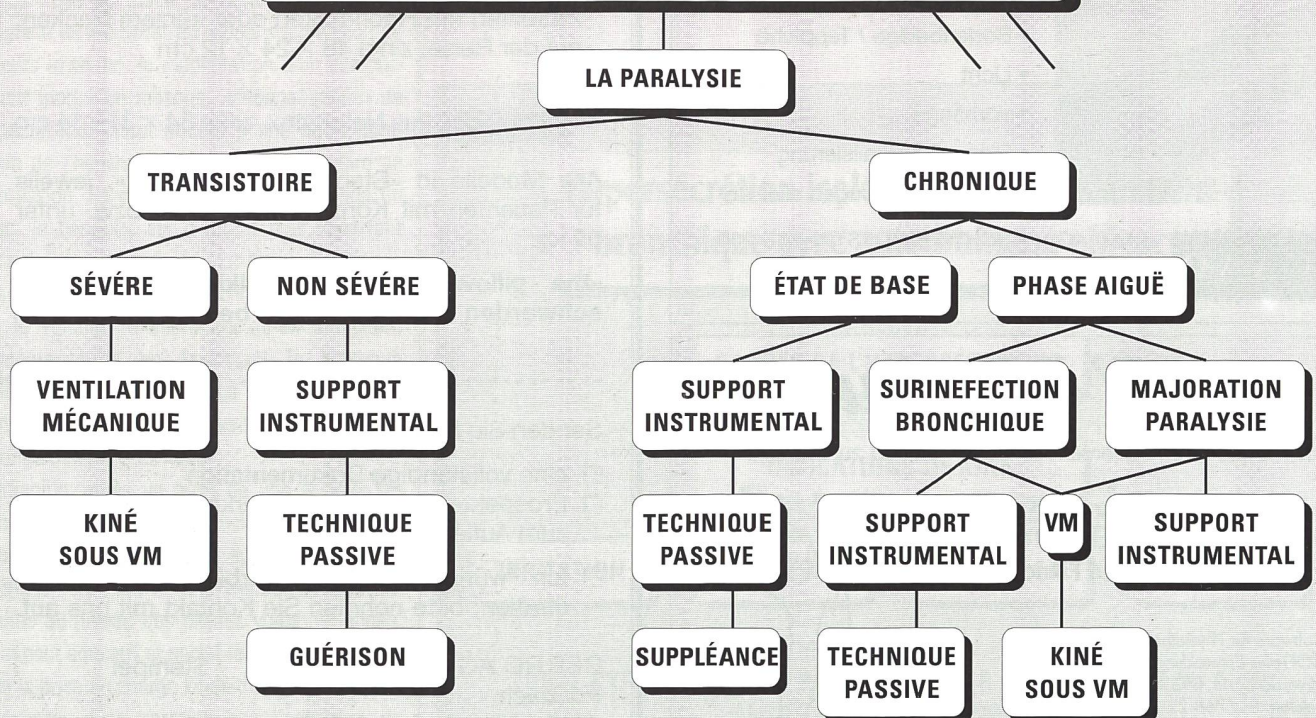 LA PARALYSIE
TRANSISTOIRE
CHRONIQUE
SÉVÉRE
NON SÉVÉRE
ÉTAT DE BASE
PHASE AIGUË
VENTILATION
MÉCANIQUE
SUPPORT
INSTRUMENTAL
SUPPORT
INSTRUMENTAL
SURINEFECTION
BRONCHIQUE
MAJORATION
PARALYSIE
KINÉ
SOUS VM
TECHNIQUE
PASSIVE
TECHNIQUE
PASSIVE
SUPPORT
INSTRUMENTAL
VM
SUPPORT
INSTRUMENTAL
GUÉRISON
SUPPLÉANCE
TECHNIQUE
PASSIVE
KINÉ
SOUS VM